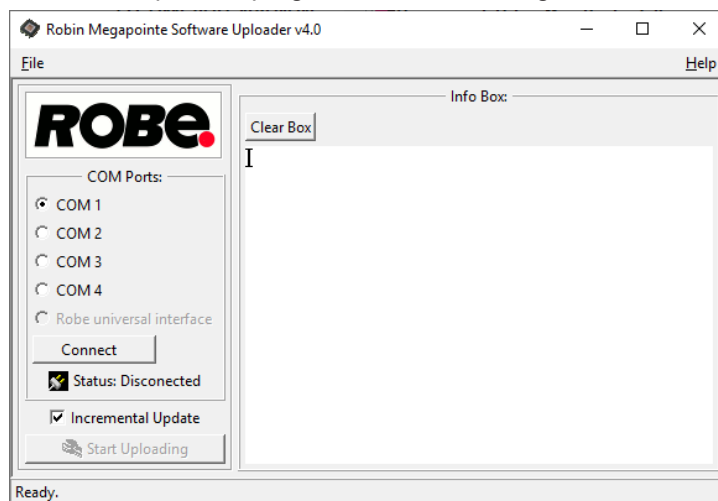 Robin Megapointe Software Uploader v4.0
File Help
ROBE.
Info Box:
Clear Box
COM Ports:
COM 1
COM 2
COM 3
COM 4
Robe universal interface
Connect
Status: Disconected
Incremental Update
Start Uploading
Ready.